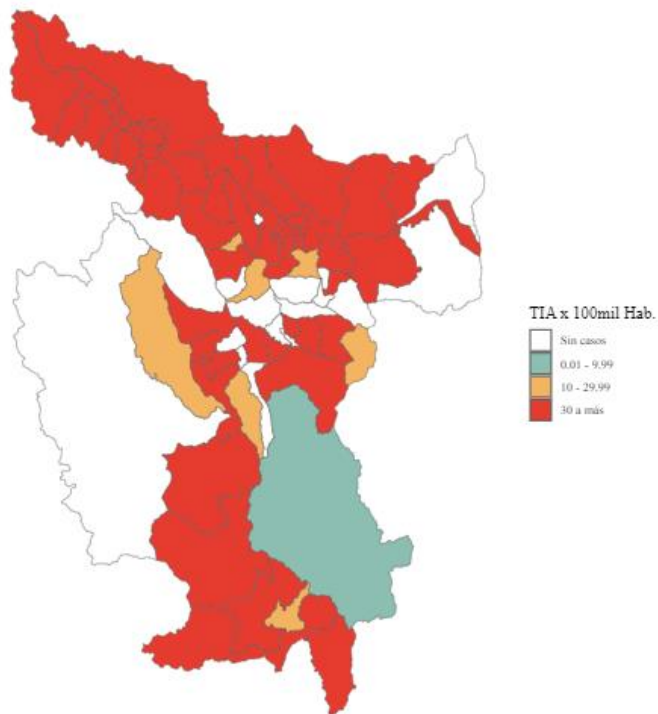 TIA x 100mil Hab.
Sin casos
0.01 - 9.99
10 - 29.99
30 a más